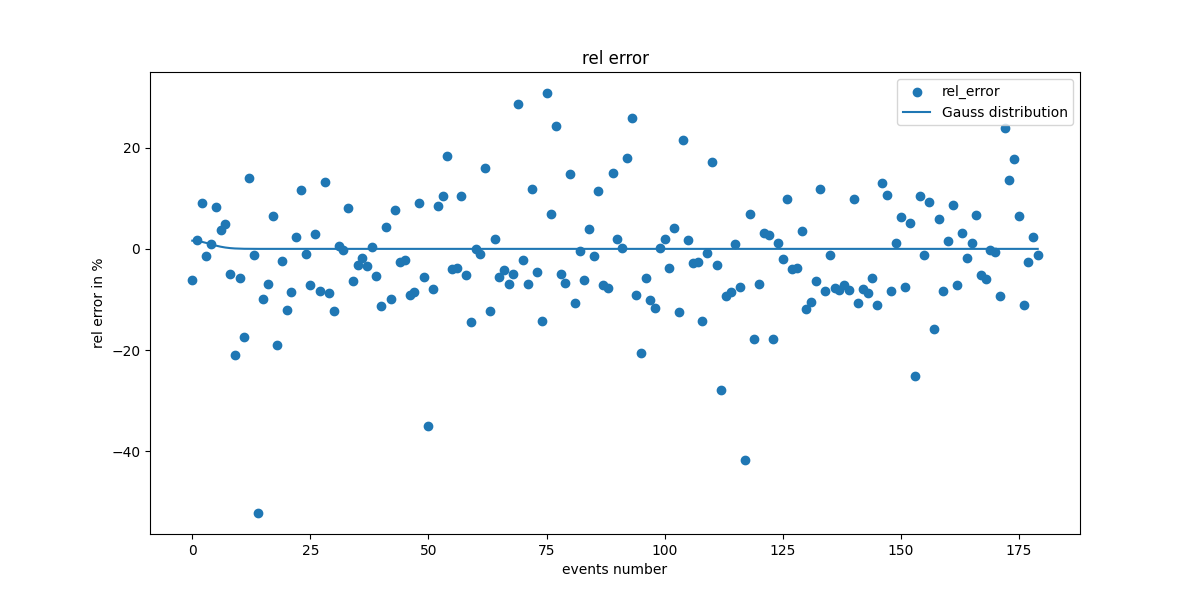 rel error
rel_error
Gauss distribution
rel error in %
20
0
−20
−40
0 25 50 75 100 125 150 175
events number